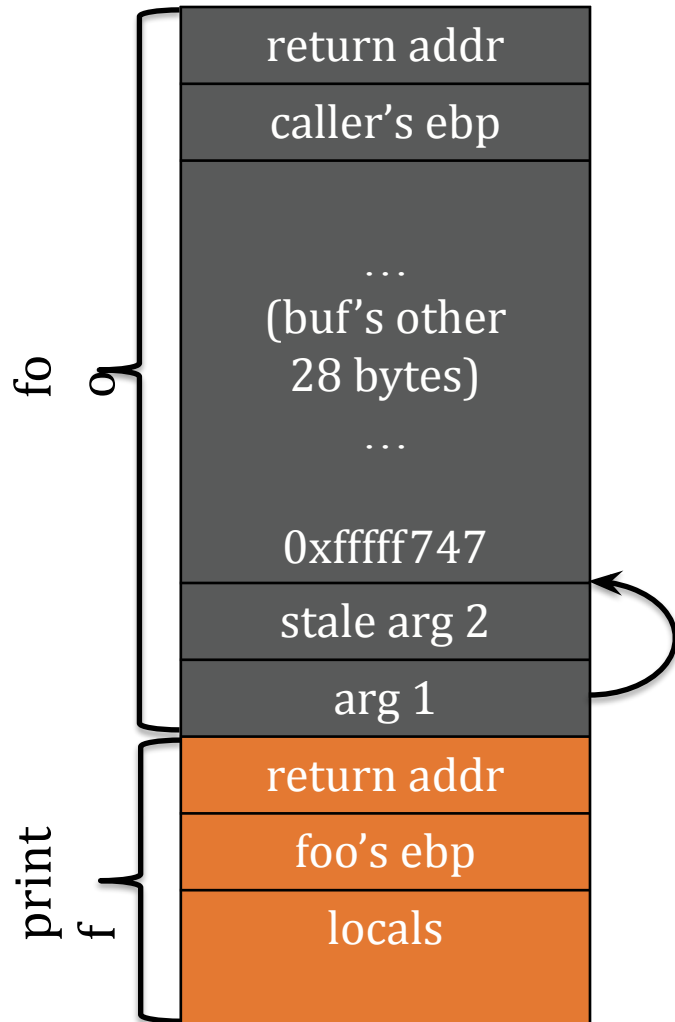 return addr
caller’s ebp
…
(buf’s other
28 bytes)
…
0xfffff747
stale arg 2
arg 1
return addr
foo’s ebp
locals
fo
o
print
f